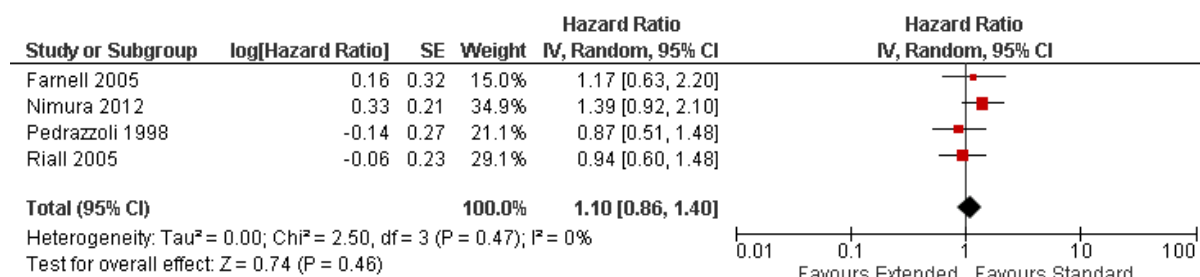 Hazard Ratio Hazard Ratio
Study or Subgroup log[Hazard Ratio] SE Weight IV, Random, 95% CI IV, Random, 95% CI
Farnell 2005 0.16 0.32 15.0% 1.17 [0.63, 2.20]
Nimura 2012 0.33 0.21 34.9% 1.39 [0.92, 2.10]
Pedrazzoli 1998 -0.14 0.27 21.1% 0.87 [0.51, 1.48]
Riall 2005 -0.06 0.23 29.1% 0.94 [0.60, 1.48]
Total (95% CI) 100.0% 1.10 [0.86, 1.40]
Heterogeneity: Tau² = 0.00; Chi² = 2.50, df = 3 (P = 0.47); I² = 0%
Test for overall effect: Z = 0.74 (P = 0.46)
0.01 0.1 1 10 100
Favours Extended Favours Standard